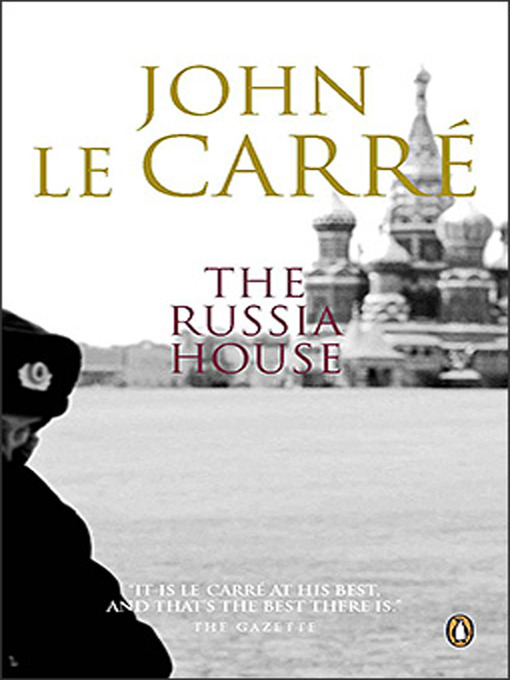 JOHN
LE CARRÉ
THE
RUSSIA
HOUSE
"IT IS LE CARRÉ AT HIS BEST,
AND THAT'S THE BEST THERE IS."
THE GAZETTE